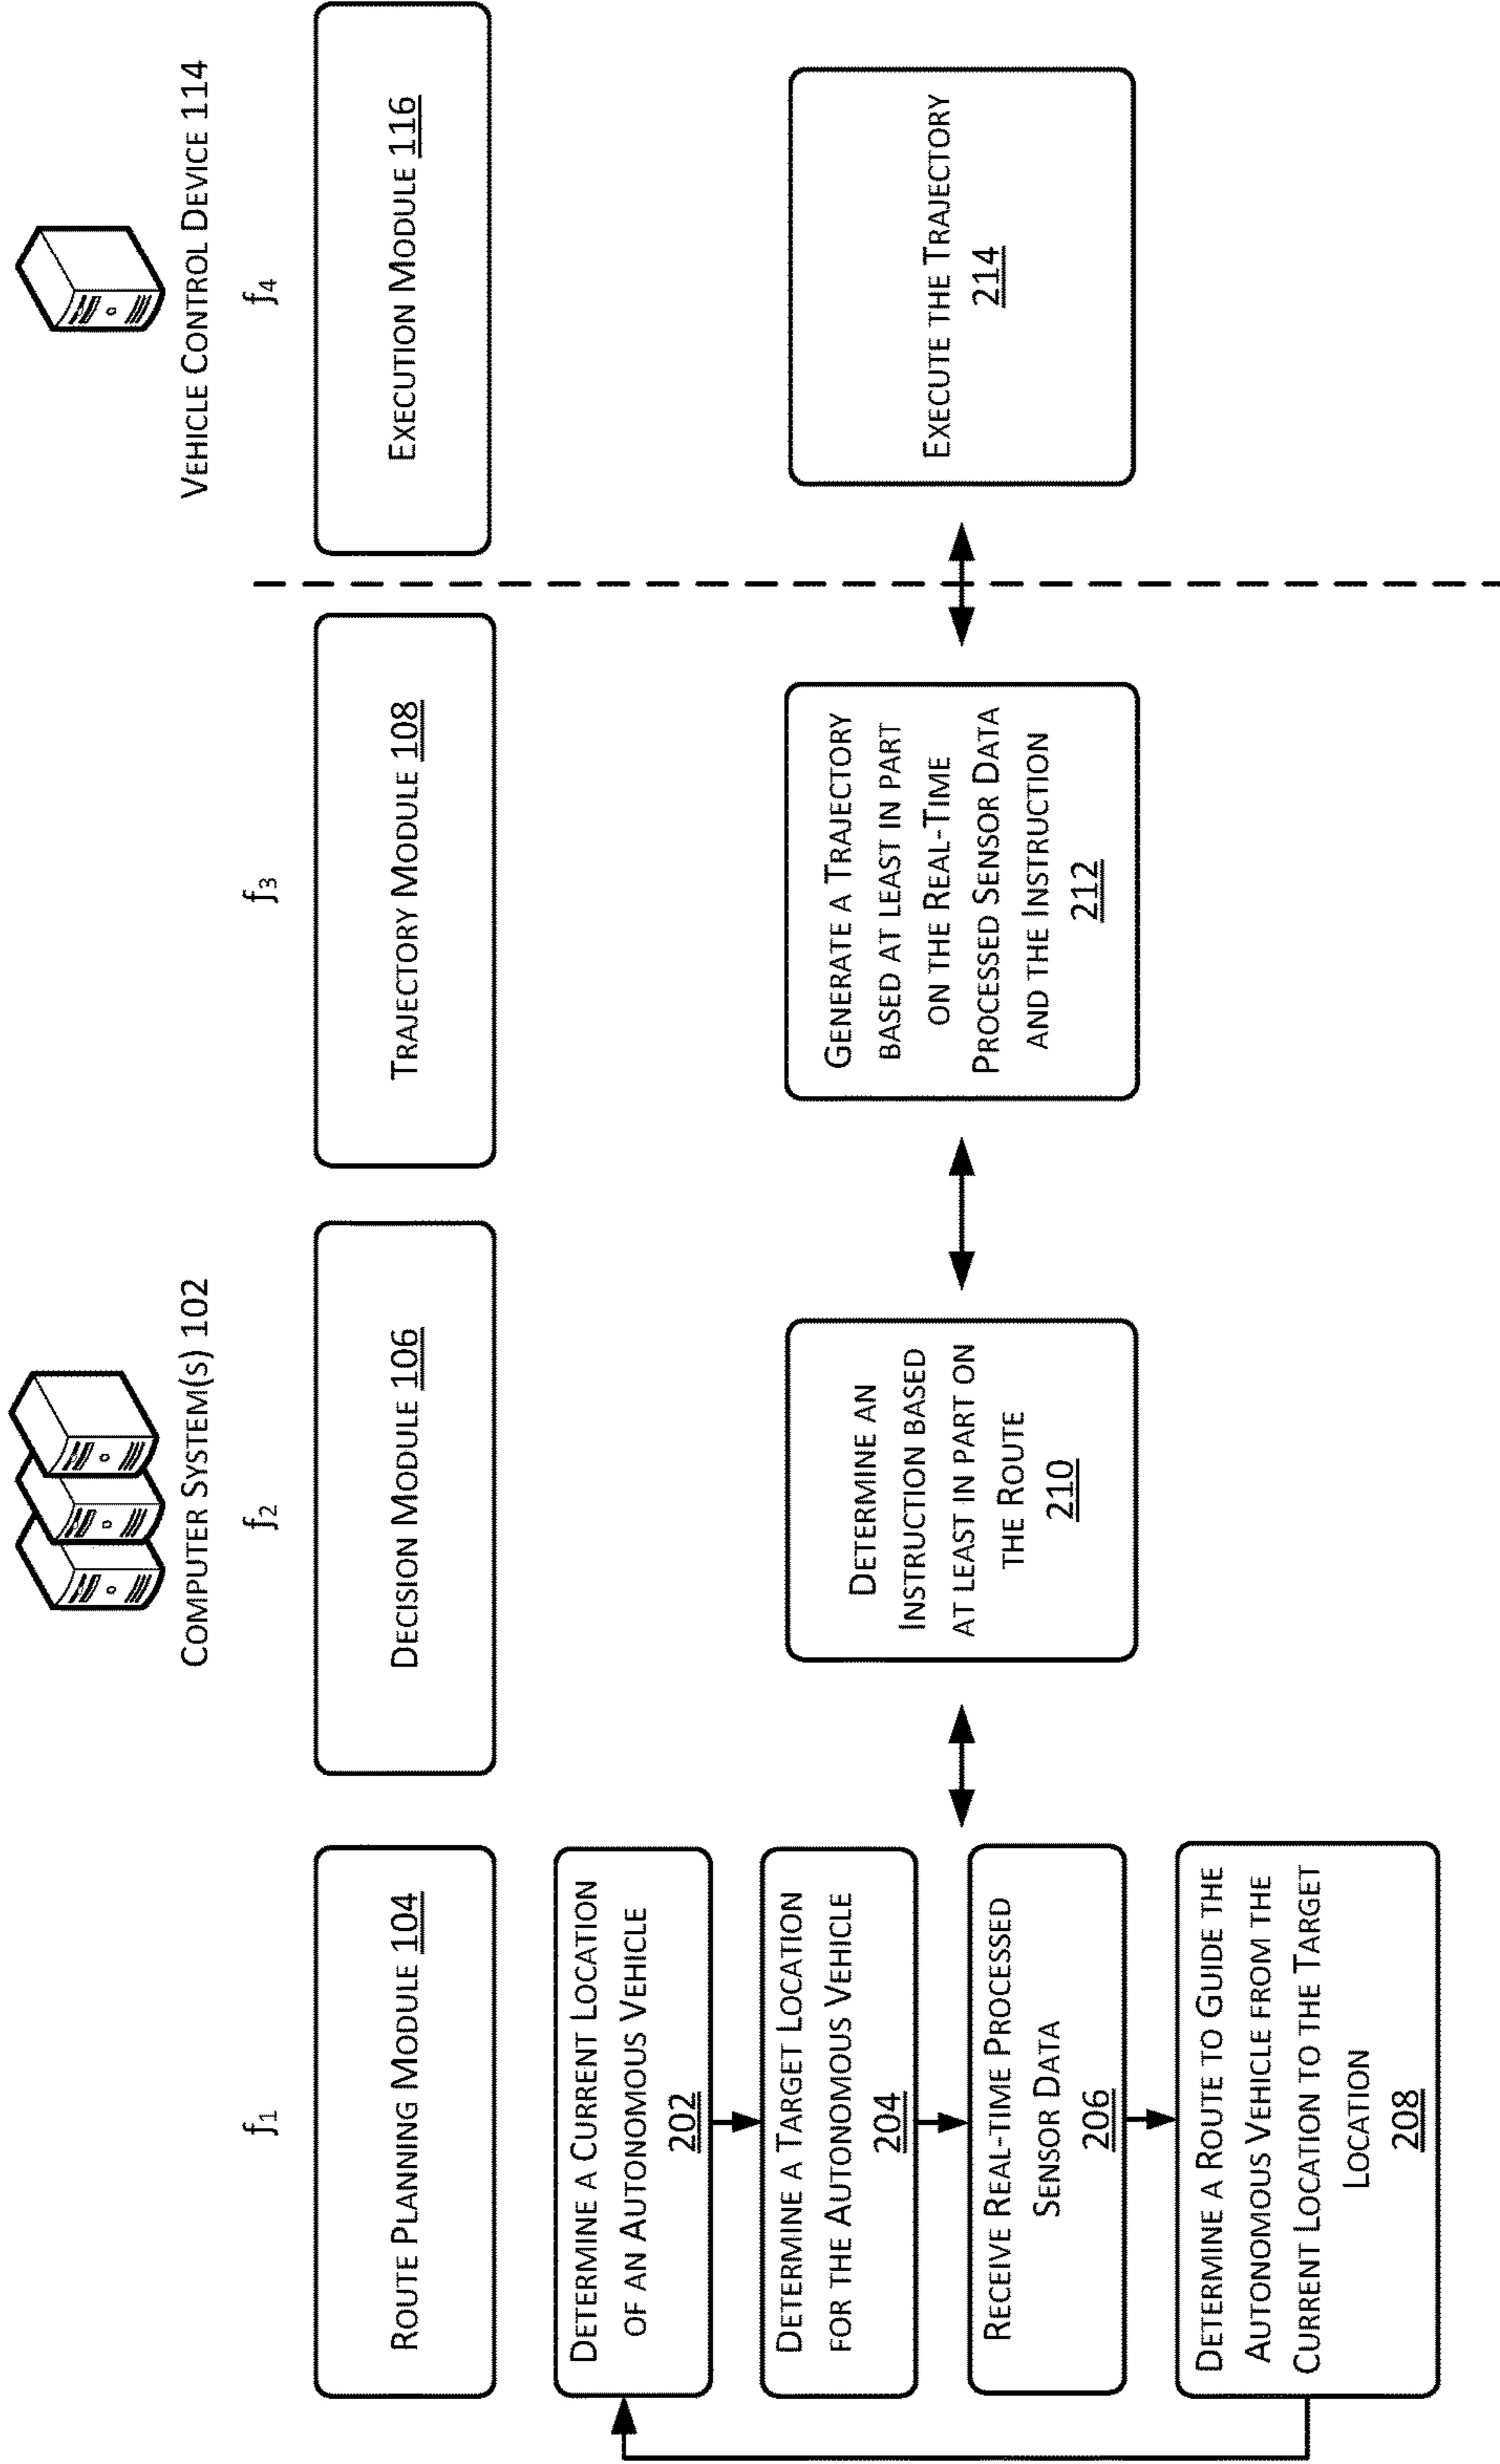 COMPUTER SYSTEM(S) 102
VEHICLE CONTROL DEVICE 114
f1
f2
f3
f4
ROUTE PLANNING MODULE 104
DECISION MODULE 106
TRAJECTORY MODULE 108
EXECUTION MODULE 116
DETERMINE A CURRENT LOCATION
OF AN AUTONOMOUS VEHICLE
202
DETERMINE A TARGET LOCATION
FOR THE AUTONOMOUS VEHICLE
204
RECEIVE REAL-TIME PROCESSED
SENSOR DATA
206
DETERMINE A ROUTE TO GUIDE THE
AUTONOMOUS VEHICLE FROM THE
CURRENT LOCATION TO THE TARGET
LOCATION
208
DETERMINE AN
INSTRUCTION BASED
AT LEAST IN PART ON
THE ROUTE
210
GENERATE A TRAJECTORY
BASED AT LEAST IN PART
ON THE REAL-TIME
PROCESSED SENSOR DATA
AND THE INSTRUCTION
212
EXECUTE THE TRAJECTORY
214